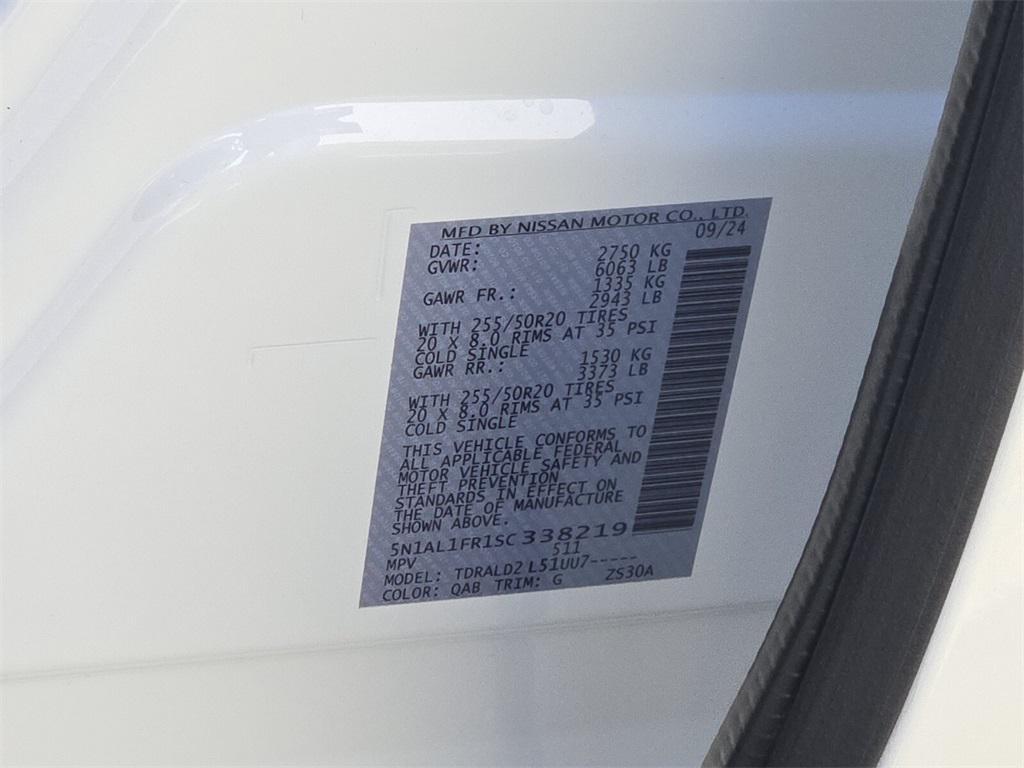 MFD BY NISSAN MOTOR CO., LTD.
DATE: 09/24
GVWR: 2750 KG
6063 LB
GAWR FR.: 1335 KG
2943 LB
WITH 255/50R20 TIRES
20 X 8.0 RIMS AT 35 PSI
COLD SINGLE
GAWR RR.: 1530 KG
3373 LB
WITH 255/50R20 TIRES
20 X 8.0 RIMS AT 35 PSI
COLD SINGLE
THIS VEHICLE CONFORMS TO
ALL APPLICABLE FEDERAL
MOTOR VEHICLE SAFETY AND
THEFT PREVENTION
STANDARDS IN EFFECT ON
THE DATE OF MANUFACTURE
SHOWN ABOVE.
5N1AL1FR1SC338219
MPV 511
MODEL: TDRALD2 L51UU7-----
COLOR: QAB TRIM: G ZS30A